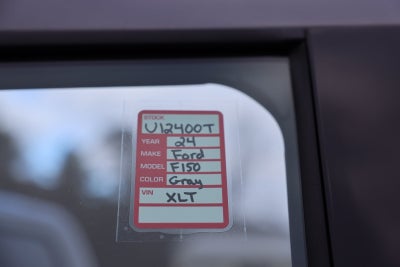 STOCK
U12400T
YEAR 24
MAKE Ford
MODEL F150
COLOR Gray
VIN XLT